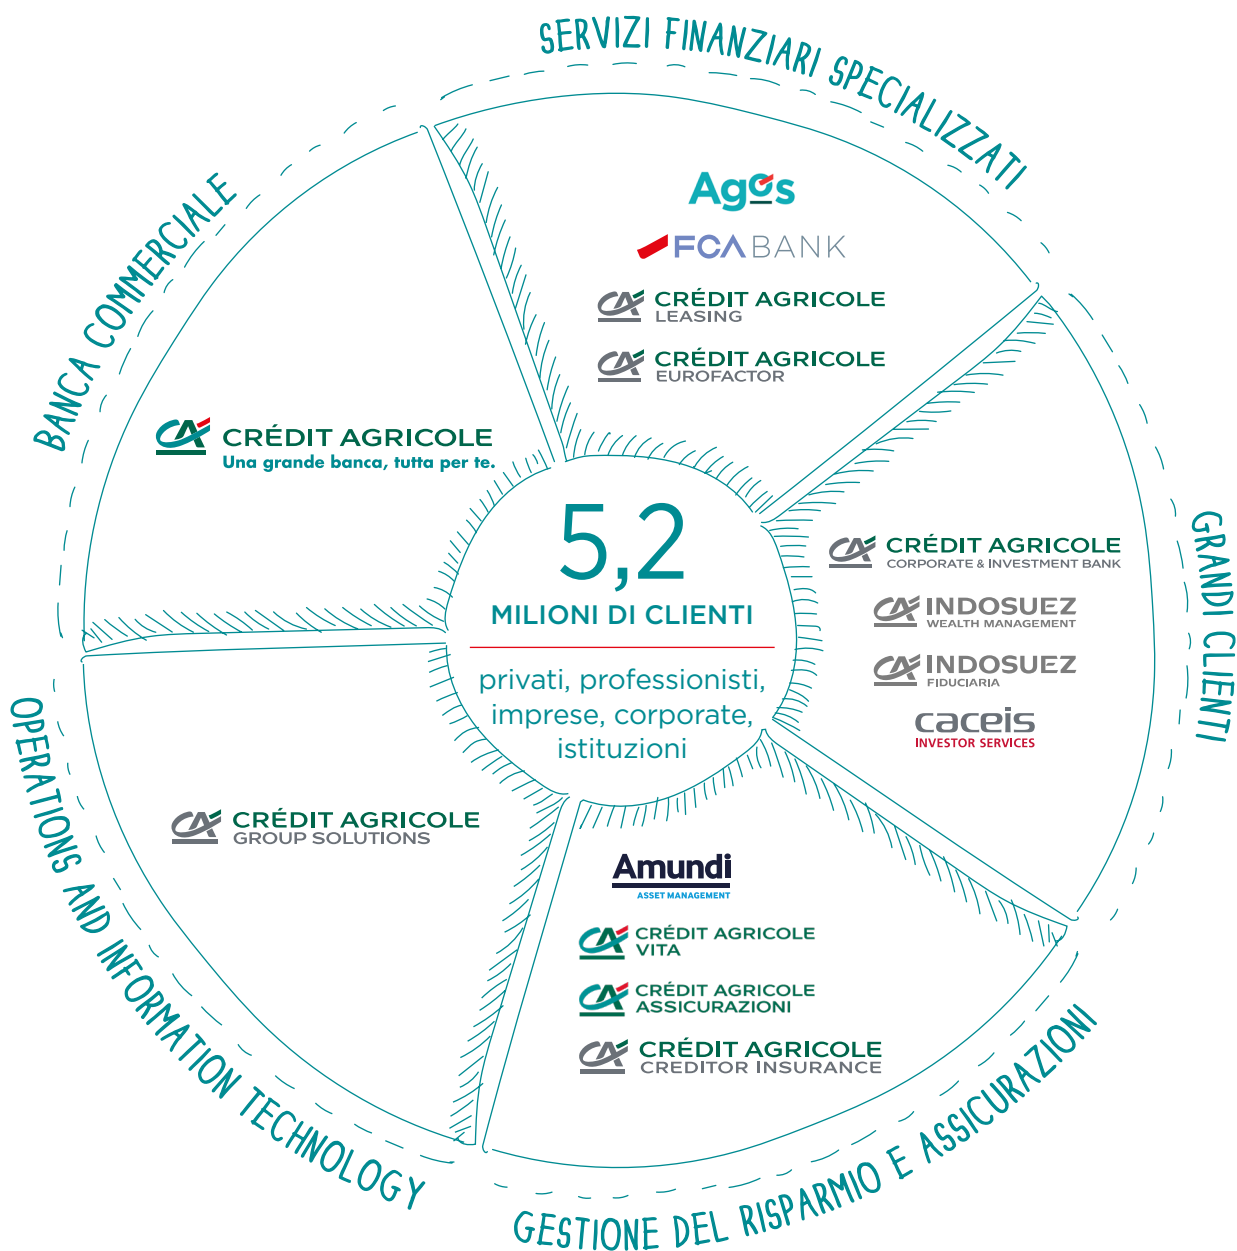 SERVIZI FINANZIARI SPECIALIZZATI
Agos
FCA BANK
CRÉDIT AGRICOLE
LEASING
CRÉDIT AGRICOLE
EUROFACTOR
GRANDI CLIENTI
CRÉDIT AGRICOLE
CORPORATE & INVESTMENT BANK
INDOSUEZ
WEALTH MANAGEMENT
INDOSUEZ
FIDUCIARIA
caceis
INVESTOR SERVICES
GESTIONE DEL RISPARMIO E ASSICURAZIONI
Amundi
ASSET MANAGEMENT
CRÉDIT AGRICOLE
VITA
CRÉDIT AGRICOLE
ASSICURAZIONI
CRÉDIT AGRICOLE
CREDITOR INSURANCE
OPERATIONS AND INFORMATION TECHNOLOGY
CRÉDIT AGRICOLE
GROUP SOLUTIONS
BANCA COMMERCIALE
CRÉDIT AGRICOLE
Una grande banca, tutta per te.
5,2
MILIONI DI CLIENTI
privati, professionisti,
imprese, corporate,
istituzioni